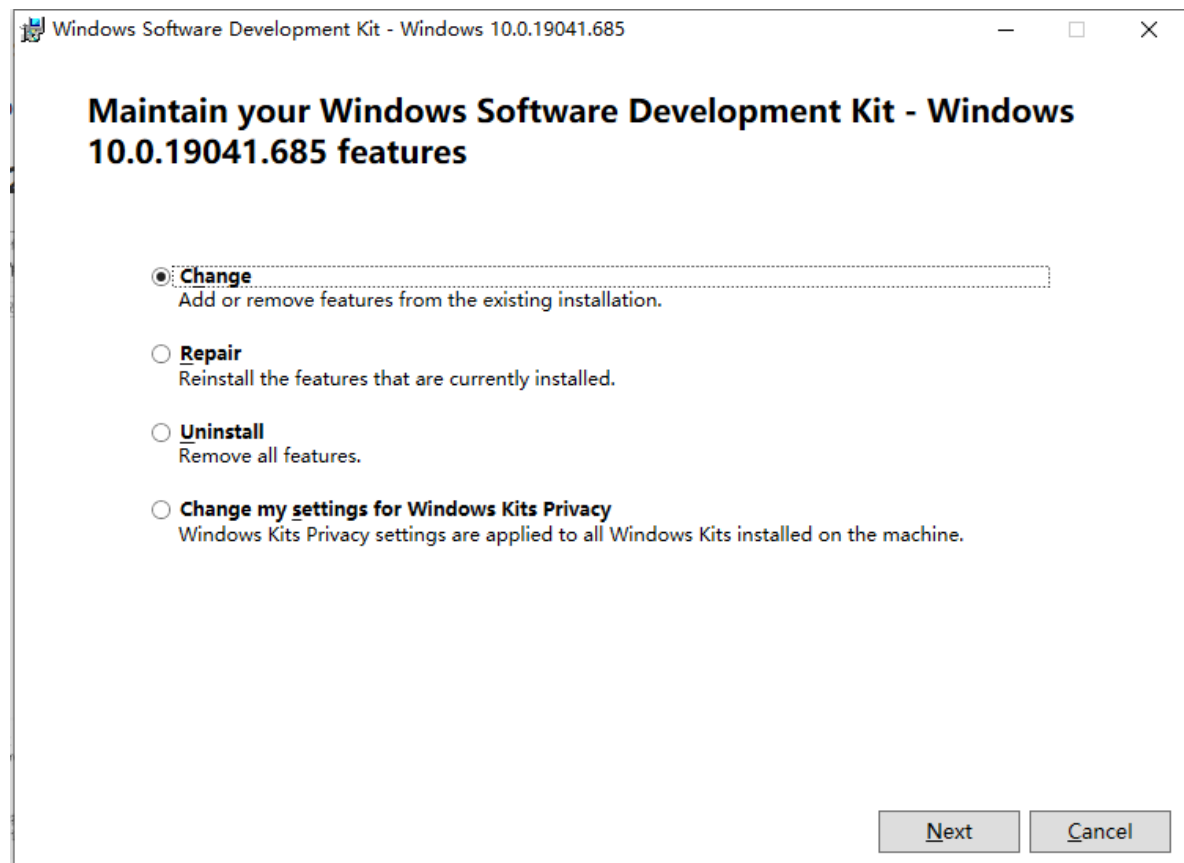 Windows Software Development Kit - Windows 10.0.19041.685
Maintain your Windows Software Development Kit - Windows
10.0.19041.685 features
Change
Add or remove features from the existing installation.
Repair
Reinstall the features that are currently installed.
Uninstall
Remove all features.
Change my settings for Windows Kits Privacy
Windows Kits Privacy settings are applied to all Windows Kits installed on the machine.
Next
Cancel